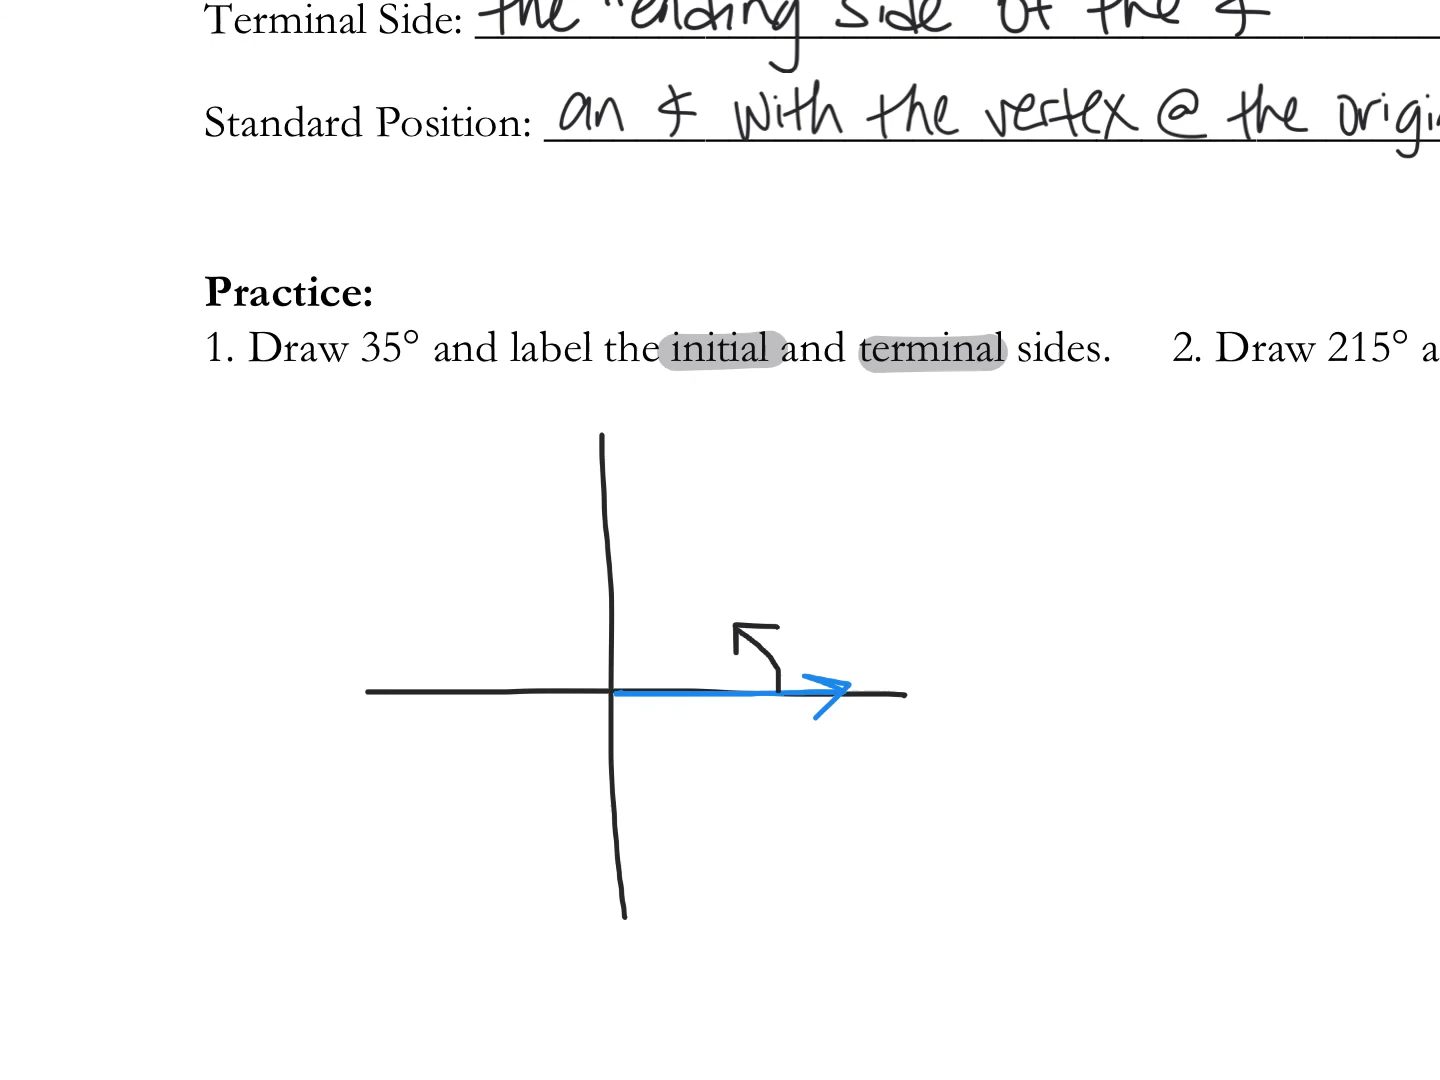 Terminal Side: the "ending side of the ∡
Standard Position: an ∡ with the vertex @ the
Practice:
1. Draw 35° and label the initial and terminal sides. 2. Draw 215°